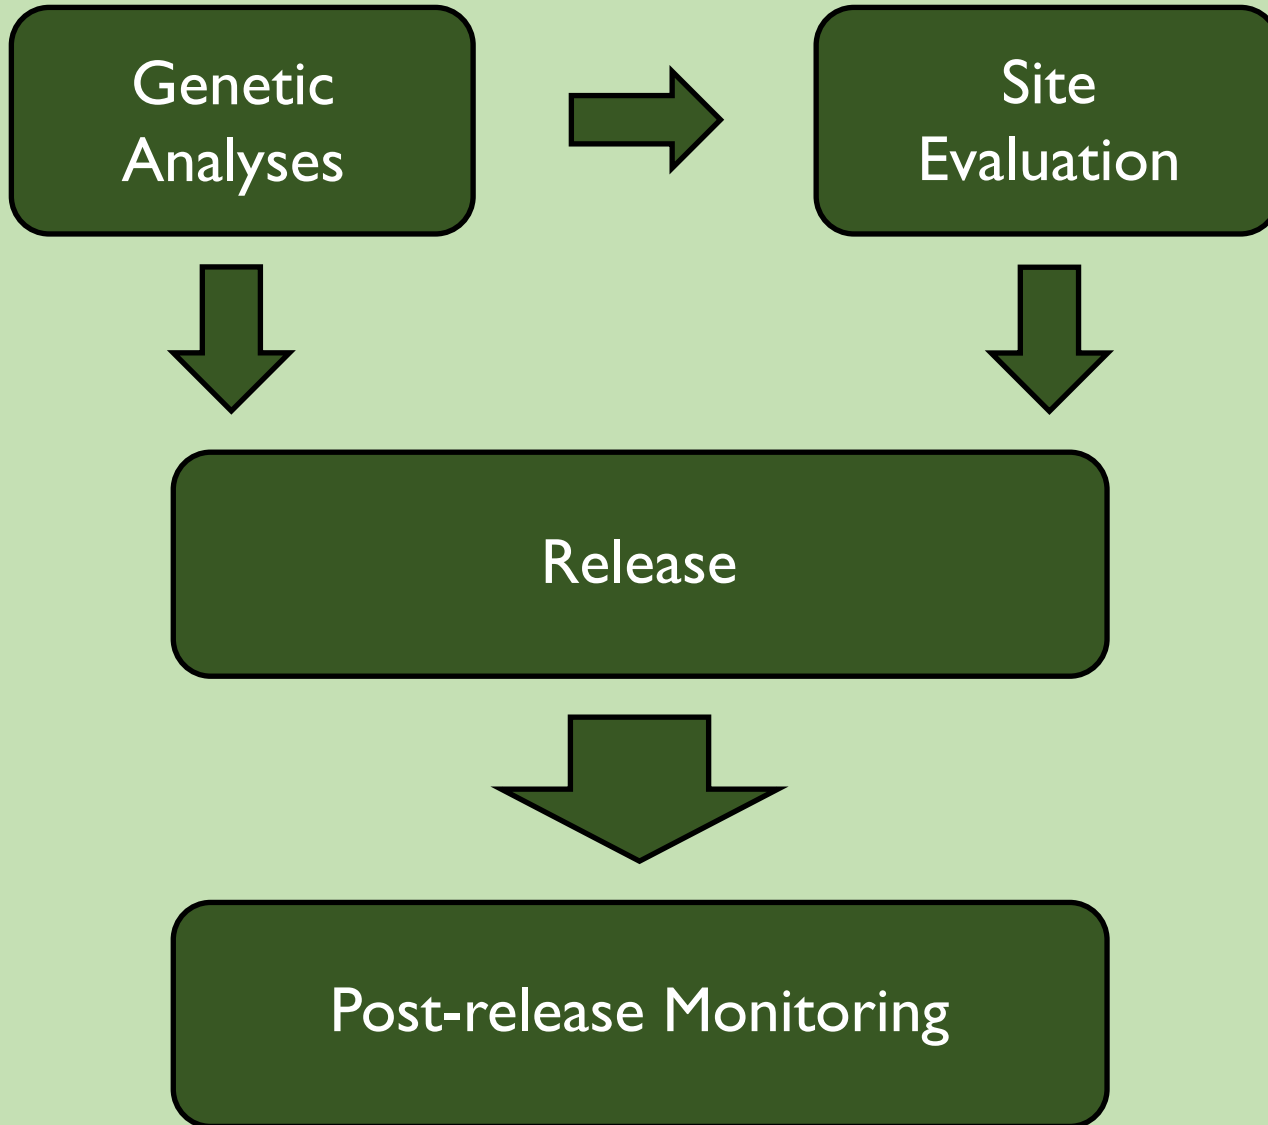 Genetic
Analyses
Site
Evaluation
Release
Post-release Monitoring